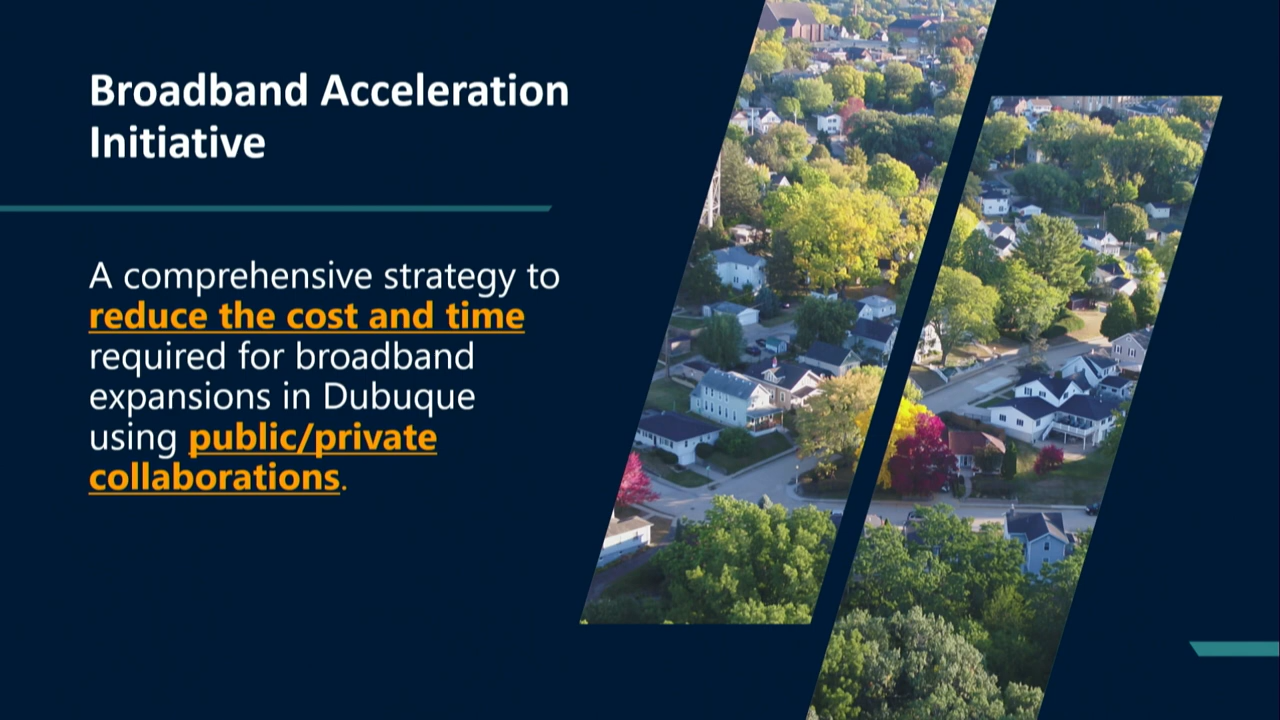 Broadband Acceleration
Initiative
A comprehensive strategy to
reduce the cost and time
required for broadband
expansions in Dubuque
using public/private
collaborations.